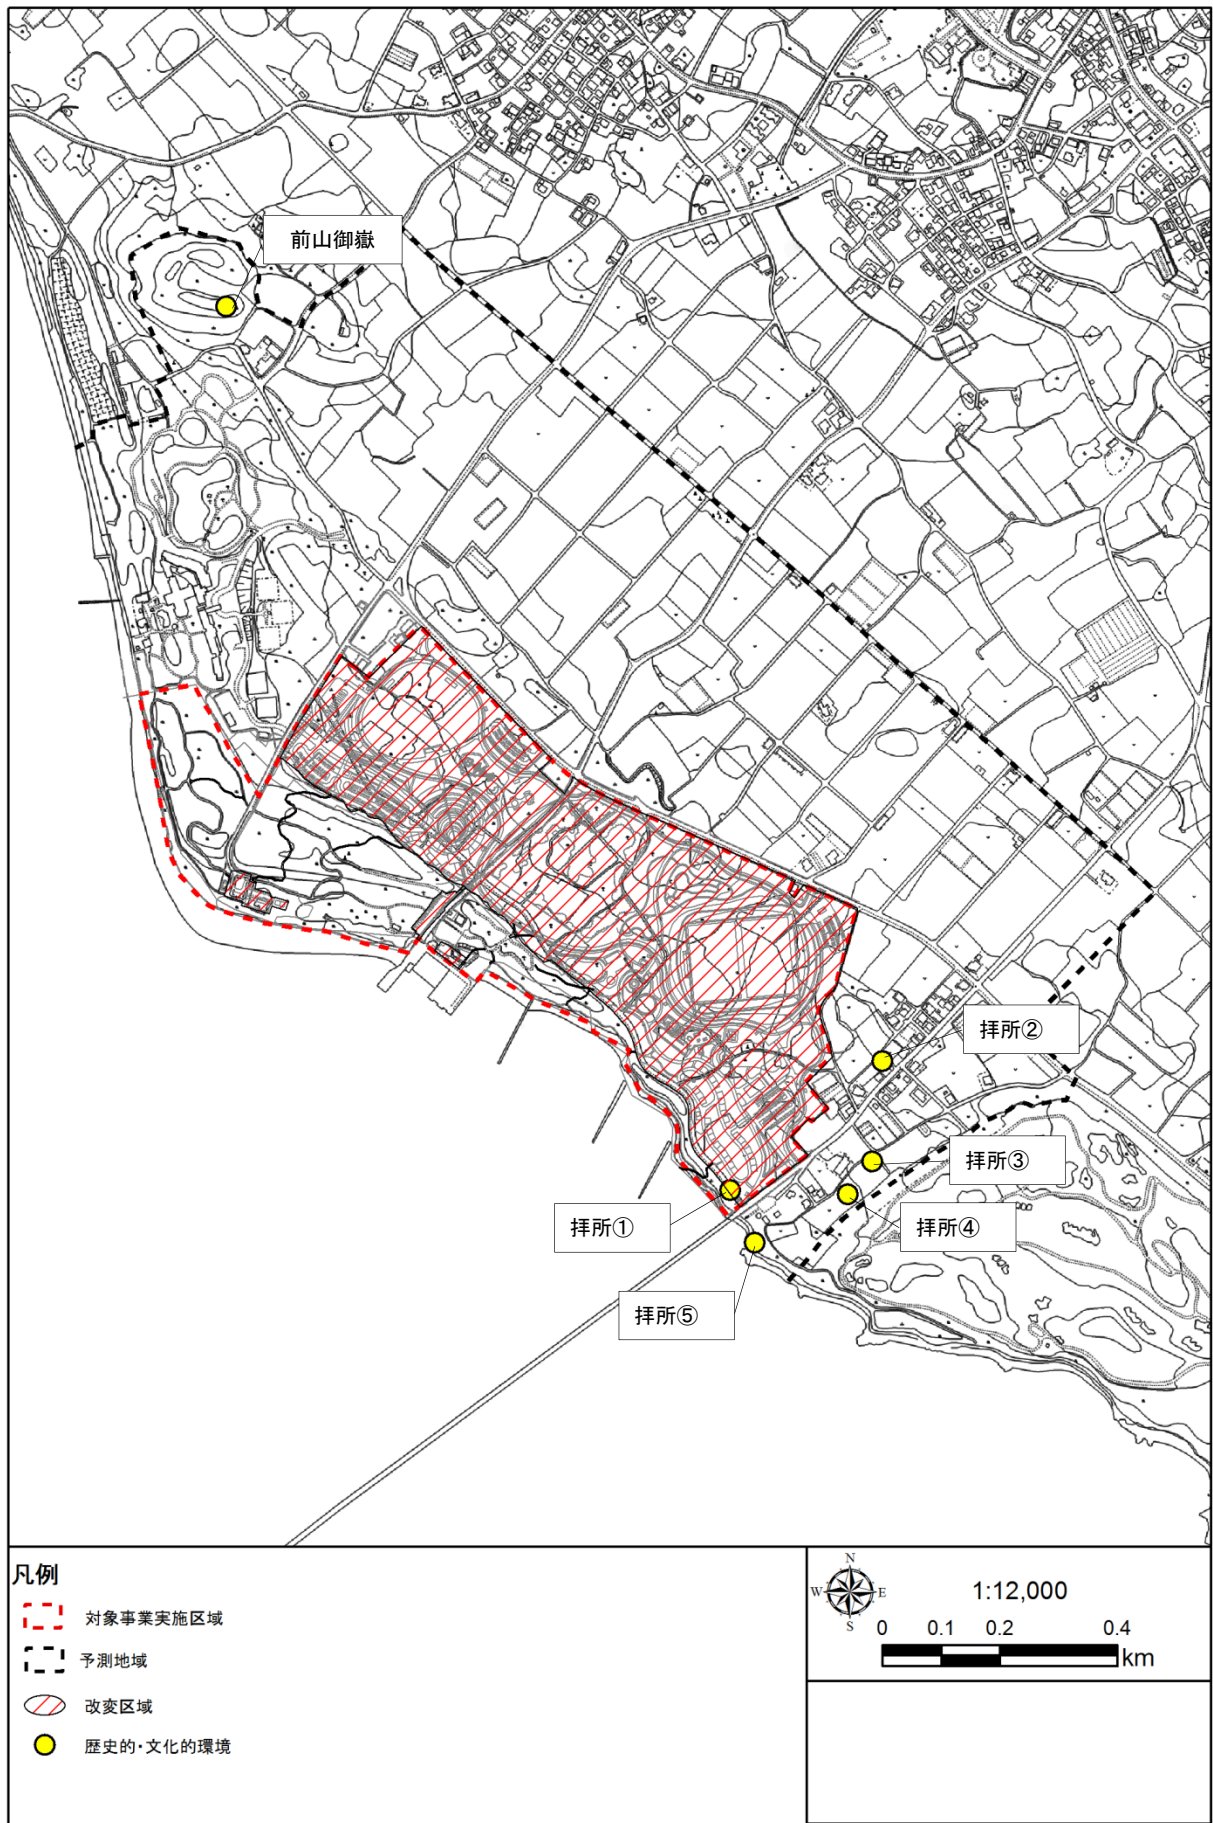 前山御嶽
拝所②
拝所③
拝所①
拝所④
拝所⑤
凡例
対象事業実施区域
予測地域
改変区域
歴史的・文化的環境
N
W E
S
1:12,000
0 0.1 0.2 0.4
km